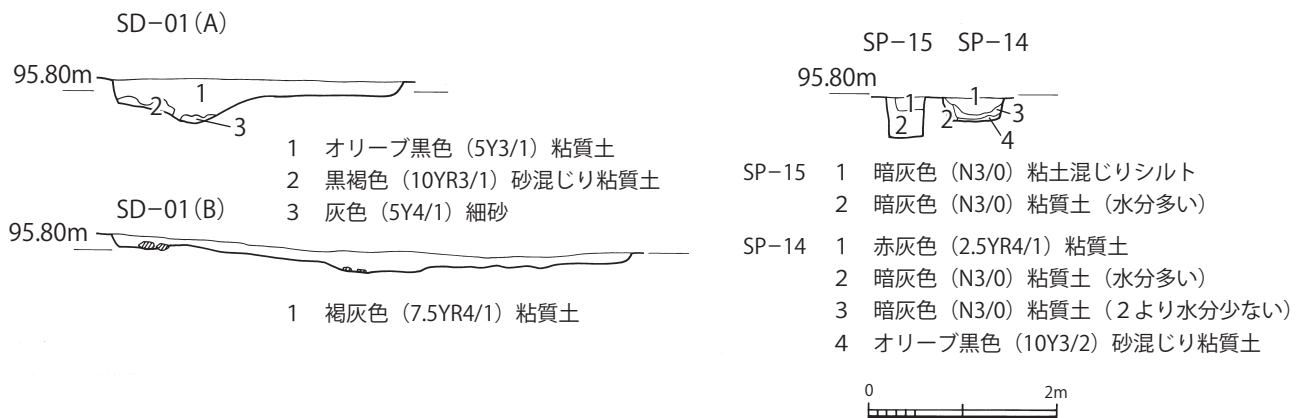 SD−01(A)
95.80m
1
2
3
1 オリーブ黒色（5Y3/1）粘質土
2 黒褐色（10YR3/1）砂混じり粘質土
3 灰色（5Y4/1）細砂
SD−01(B)
95.80m
1 褐灰色（7.5YR4/1）粘質土
SP−15 SP−14
95.80m
1 1
2 2 3
4
SP−15 1 暗灰色（N3/0）粘土混じりシルト
2 暗灰色（N3/0）粘質土（水分多い）
SP−14 1 赤灰色（2.5YR4/1）粘質土
2 暗灰色（N3/0）粘質土（水分多い）
3 暗灰色（N3/0）粘質土（２より水分少ない）
4 オリーブ黒色（10Y3/2）砂混じり粘質土
0 2m